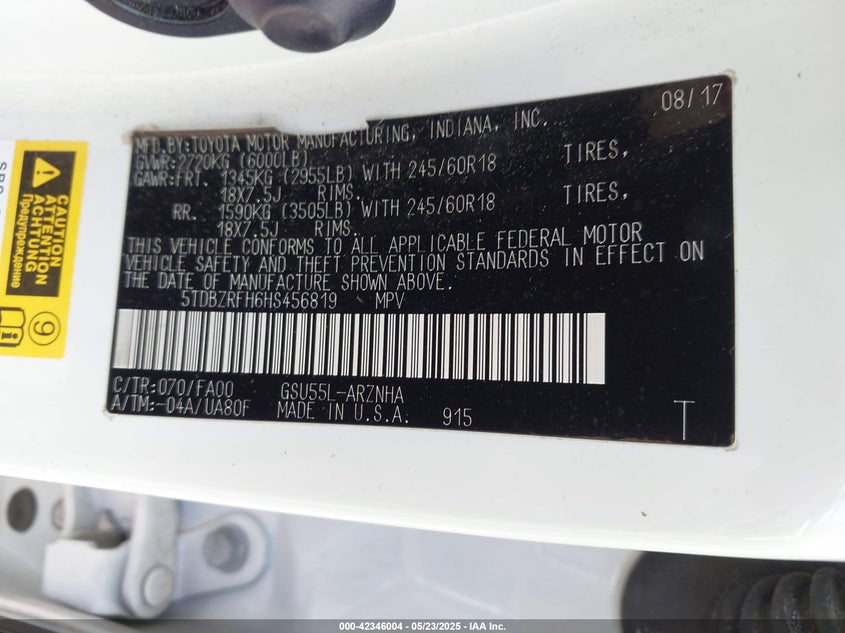 08/17
MFD.BY:TOYOTA MOTOR MANUFACTURING, INDIANA, INC.
GVWR:2720KG (6000LB)
GAWR:FRT. 1345KG (2955LB) WITH 245/60R18 TIRES,
18X7.5J RIMS.
RR. 1590KG (3505LB) WITH 245/60R18 TIRES,
18X7.5J RIMS.
THIS VEHICLE CONFORMS TO ALL APPLICABLE FEDERAL MOTOR
VEHICLE SAFETY AND THEFT PREVENTION STANDARDS IN EFFECT ON
THE DATE OF MANUFACTURE SHOWN ABOVE.
5TDBZRFH6HS456819 MPV
C/TR:070/FA00 GSU55L-ARZNHA
A/TM:-04A/UA80F MADE IN U.S.A. 915
T
CAUTION
ATTENTION
ACHTUNG
Предупреждение
9
000-42346004 — 05/23/2025 — IAA Inc.